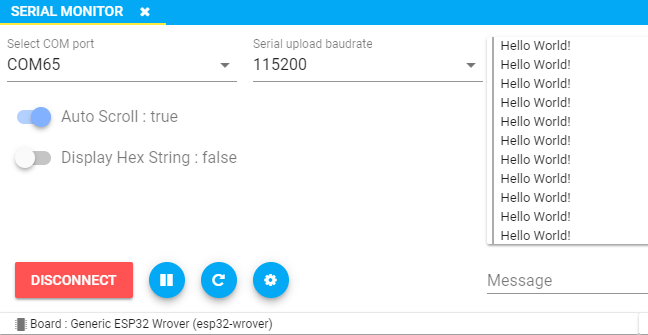 SERIAL MONITOR ✖
Select COM port
COM65
Serial upload baudrate
115200
Auto Scroll : true
Display Hex String : false
Hello World!
Hello World!
Hello World!
Hello World!
Hello World!
Hello World!
Hello World!
Hello World!
Hello World!
Hello World!
Hello World!
DISCONNECT
Message
Board : Generic ESP32 Wrover (esp32-wrover)